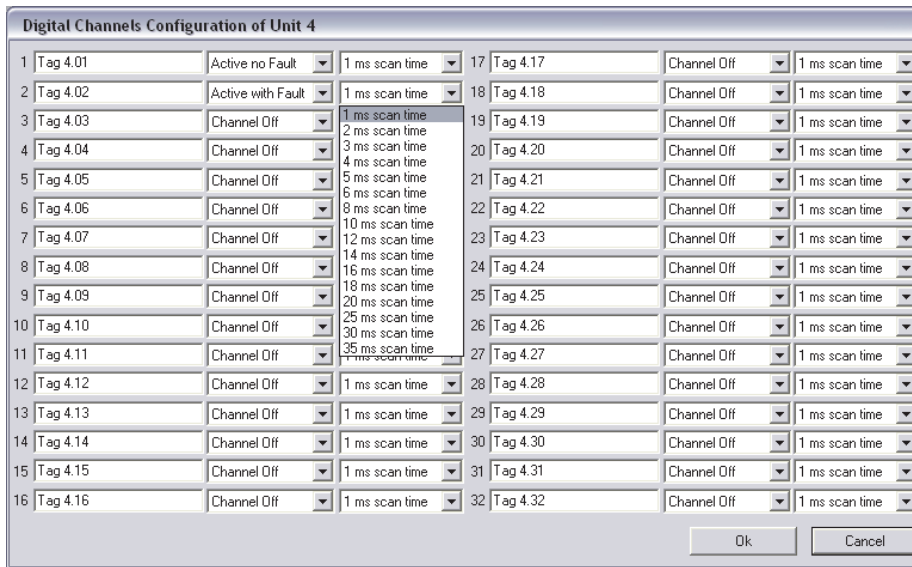 Digital Channels Configuration of Unit 4
1 Tag 4.01 Active no Fault 1 ms scan time 17 Tag 4.17 Channel Off 1 ms scan time
2 Tag 4.02 Active with Fault 1 ms scan time 18 Tag 4.18 Channel Off 1 ms scan time
3 Tag 4.03 Channel Off 19 Tag 4.19 Channel Off 1 ms scan time
4 Tag 4.04 Channel Off 20 Tag 4.20 Channel Off 1 ms scan time
5 Tag 4.05 Channel Off 21 Tag 4.21 Channel Off 1 ms scan time
6 Tag 4.06 Channel Off 22 Tag 4.22 Channel Off 1 ms scan time
7 Tag 4.07 Channel Off 23 Tag 4.23 Channel Off 1 ms scan time
8 Tag 4.08 Channel Off 24 Tag 4.24 Channel Off 1 ms scan time
9 Tag 4.09 Channel Off 25 Tag 4.25 Channel Off 1 ms scan time
10 Tag 4.10 Channel Off 26 Tag 4.26 Channel Off 1 ms scan time
11 Tag 4.11 Channel Off 27 Tag 4.27 Channel Off 1 ms scan time
12 Tag 4.12 Channel Off 1 ms scan time 28 Tag 4.28 Channel Off 1 ms scan time
13 Tag 4.13 Channel Off 1 ms scan time 29 Tag 4.29 Channel Off 1 ms scan time
14 Tag 4.14 Channel Off 1 ms scan time 30 Tag 4.30 Channel Off 1 ms scan time
15 Tag 4.15 Channel Off 1 ms scan time 31 Tag 4.31 Channel Off 1 ms scan time
16 Tag 4.16 Channel Off 1 ms scan time 32 Tag 4.32 Channel Off 1 ms scan time
1 ms scan time
2 ms scan time
3 ms scan time
4 ms scan time
5 ms scan time
6 ms scan time
8 ms scan time
10 ms scan time
12 ms scan time
14 ms scan time
16 ms scan time
18 ms scan time
20 ms scan time
25 ms scan time
30 ms scan time
35 ms scan time
Ok Cancel